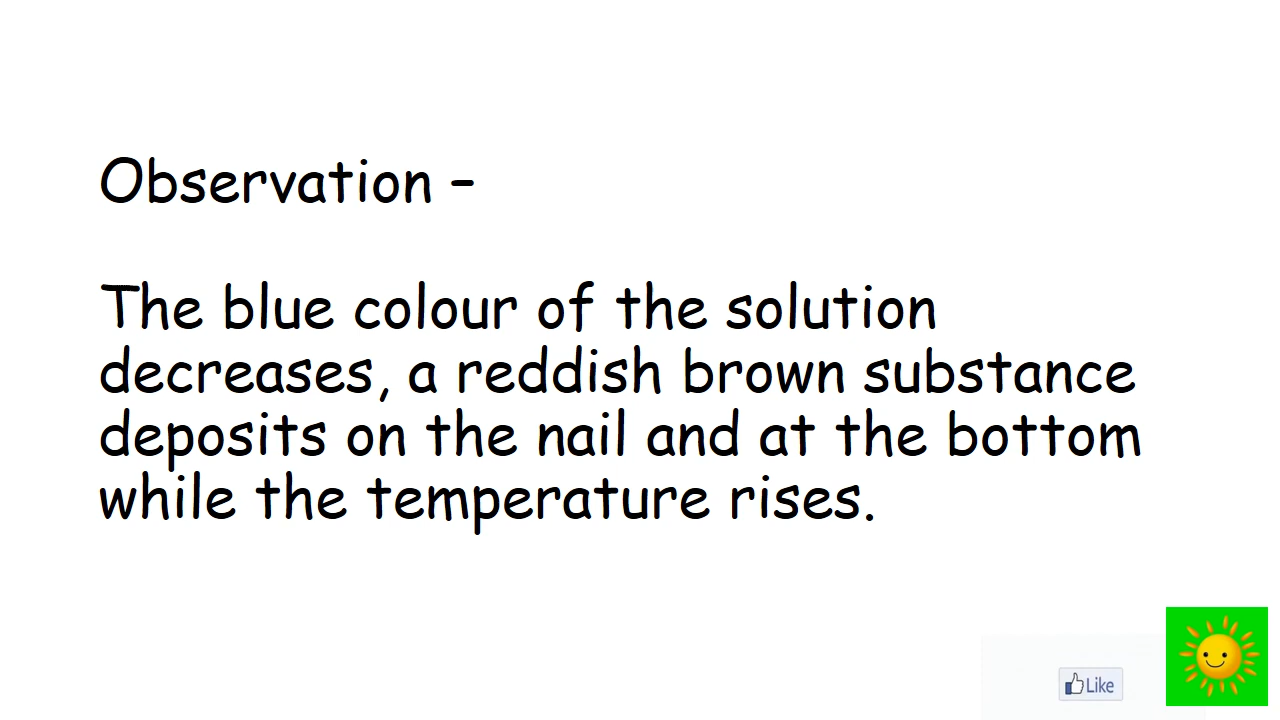 Observation –
The blue colour of the solution
decreases, a reddish brown substance
deposits on the nail and at the bottom
while the temperature rises.
Like